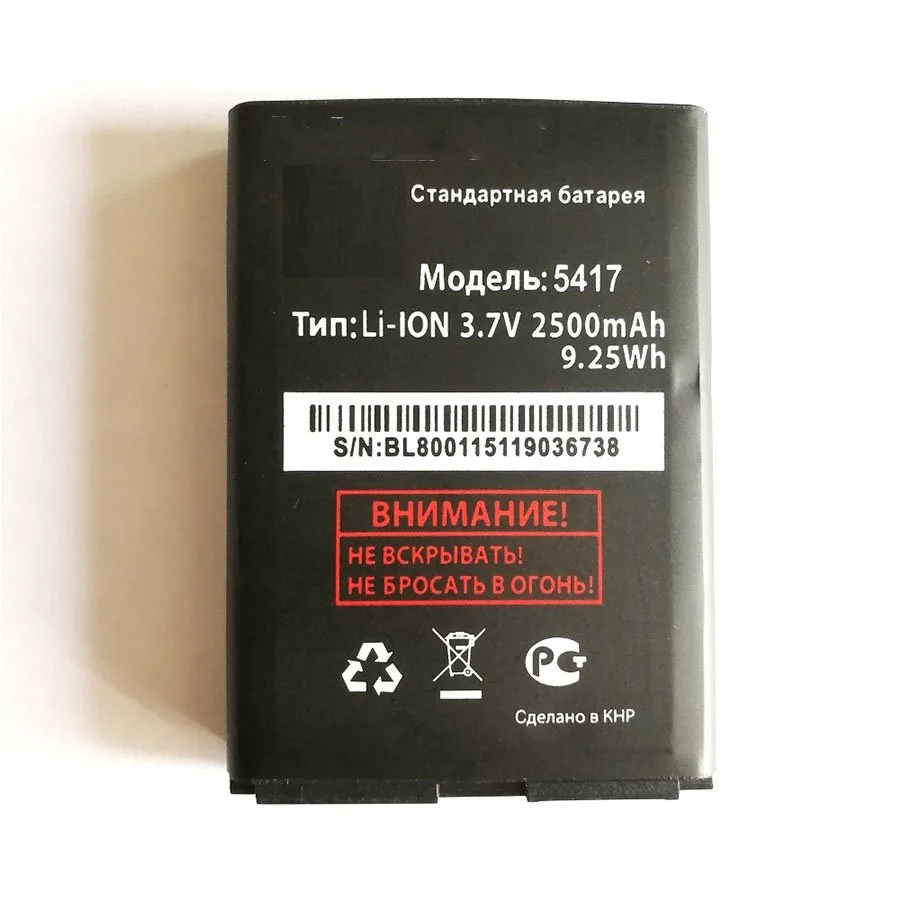 Стандартная батарея
Модель: 5417
Тип: Li-ION 3.7V 2500mAh
9.25Wh
S/N:BL800115119036738
ВНИМАНИЕ!
НЕ ВСКРЫВАТЬ!
НЕ БРОСАТЬ В ОГОНЬ!
РСТ
Сделано в КНР